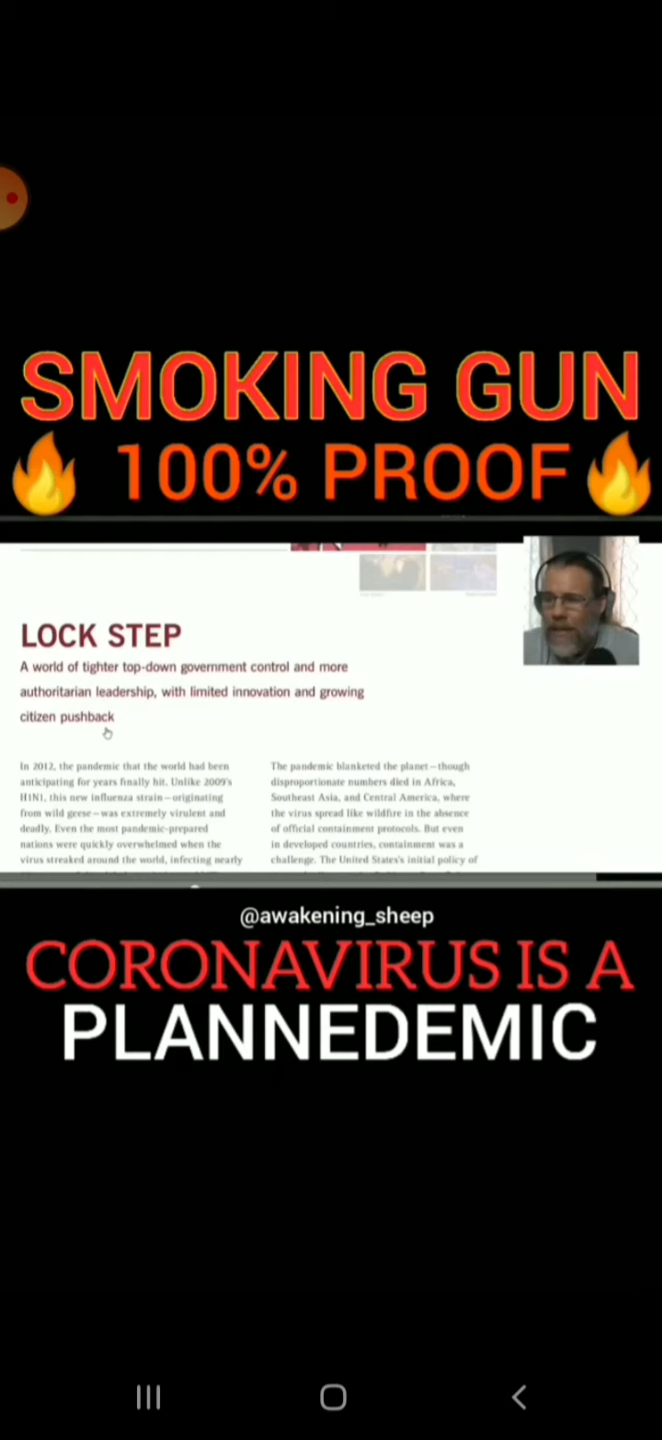 SMOKING GUN
100% PROOF
LOCK STEP
A world of tighter top-down government control and more
authoritarian leadership, with limited innovation and growing
citizen pushback
In 2012, the pandemic that the world had been
anticipating for years finally hit. Unlike 2009's
H1N1, this new influenza strain—originating
from wild geese—was extremely virulent and
deadly. Even the most pandemic-prepared
nations were quickly overwhelmed when the
virus streaked around the world, infecting nearly
The pandemic blanketed the planet—though
disproportionate numbers died in Africa,
Southeast Asia, and Central America, where
the virus spread like wildfire in the absence
of official containment protocols. But even
in developed countries, containment was a
challenge. The United States's initial policy of
@awakening_sheep
CORONAVIRUS IS A
PLANNEDEMIC